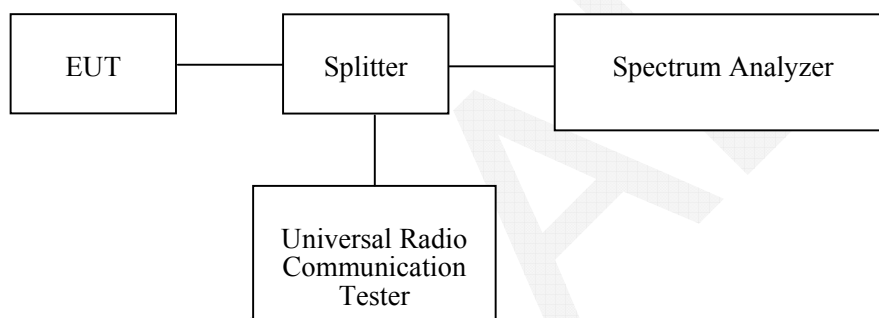 EUT
Splitter
Spectrum Analyzer
Universal Radio
Communication
Tester